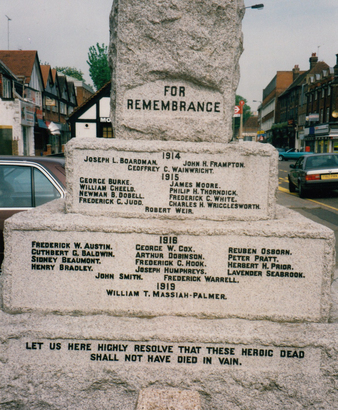 FOR
REMEMBRANCE
1914
JOSEPH L. BOARDMAN. JOHN H. FRAMPTON.
GEOFFREY C. WAINWRIGHT.
1915
GEORGE BURKE. JAMES MOORE.
WILLIAM CHEELD. PHILIP H. THORNDICK.
NEWMAN B. DOBELL. FREDERIC G. WHITE.
FREDERICK G. JUDD. CHARLES H. WRIGGLESWORTH.
ROBERT WEIR.
1916
FREDERICK W. AUSTIN. GEORGE W. COX. REUBEN OSBORN.
CUTHBERT G. BALDWIN. ARTHUR DOBINSON. PETER PRATT.
SIDNEY BEAUMONT. FREDERICK G. HOOK. HERBERT H. PRIOR.
HENRY BRADLEY. JOSEPH HUMPHREYS. LAVENDER SEABROOK.
JOHN SMITH. FREDERICK WARRELL.
1919
WILLIAM T. MASSIAH-PALMER.
LET US HERE HIGHLY RESOLVE THAT THESE HEROIC DEAD
SHALL NOT HAVE DIED IN VAIN.